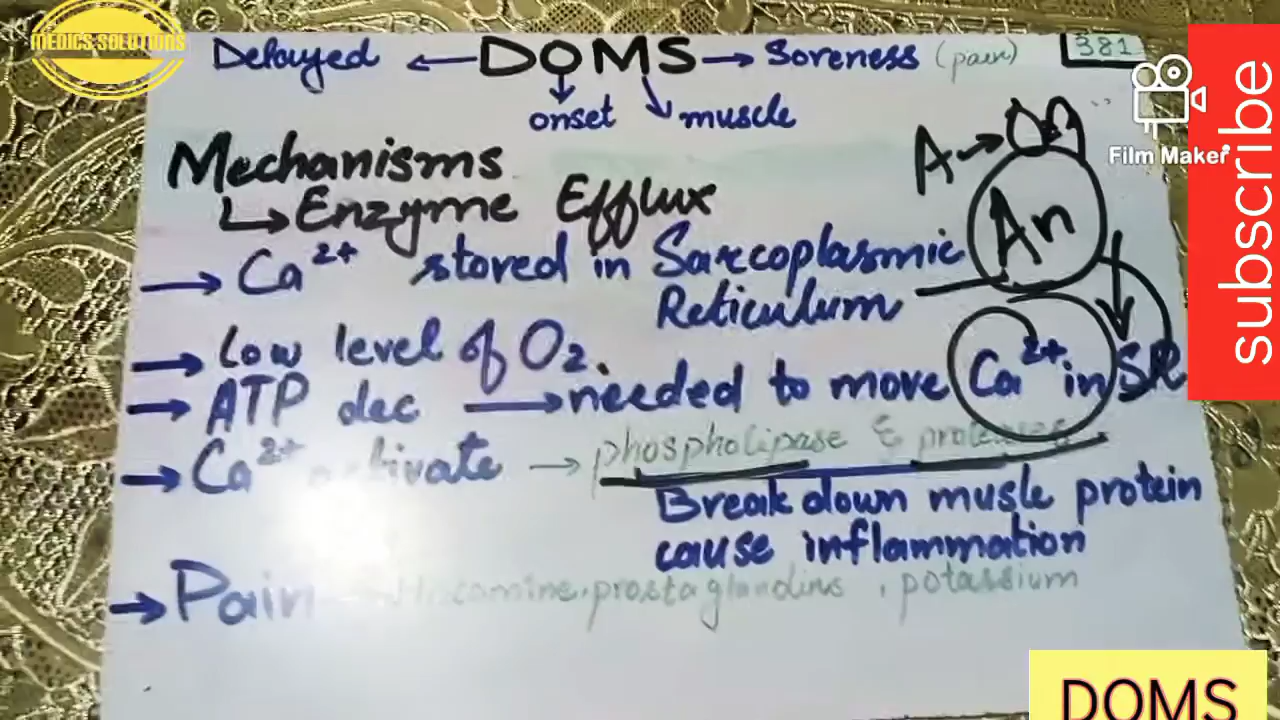 MEDICS SOLUTIONS
Delayed ← DOMS → Soreness (pain) 381
onset muscle
Film Maker
subscribe
Mechanisms
↳ Enzyme Efflux
A → An
→ Ca2+ stored in Sarcoplasmic
Reticulum
→ Low level of O2.
→ ATP dec → needed to move Ca2+ in SR
→ Ca2+ activate → phospholipase & proteases
Break down musle protein
cause inflammation
→ Pain Histamine, prostaglandins, potassium
DOMS